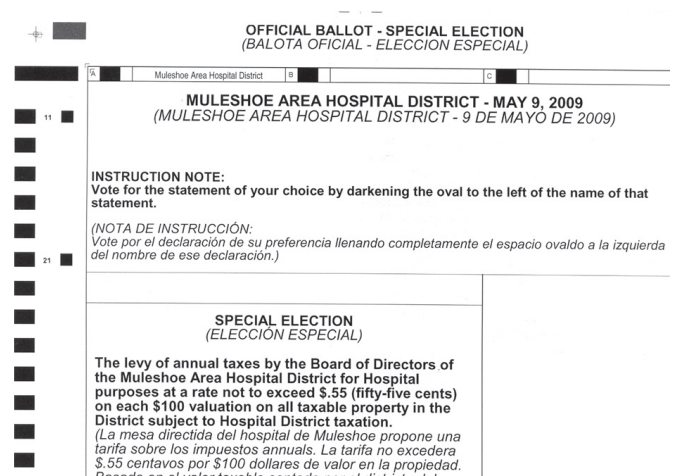 OFFICIAL BALLOT - SPECIAL ELECTION
(BALOTA OFICIAL - ELECCION ESPECIAL)
A Muleshoe Area Hospital District B C
MULESHOE AREA HOSPITAL DISTRICT - MAY 9, 2009
(MULESHOE AREA HOSPITAL DISTRICT - 9 DE MAYO DE 2009)
11
INSTRUCTION NOTE:
Vote for the statement of your choice by darkening the oval to the left of the name of that
statement.
(NOTA DE INSTRUCCIÓN:
Vote por el declaración de su preferencia llenando completamente el espacio ovaldo a la izquierda
del nombre de ese declaración.)
21
SPECIAL ELECTION
(ELECCIÓN ESPECIAL)
The levy of annual taxes by the Board of Directors of
the Muleshoe Area Hospital District for Hospital
purposes at a rate not to exceed $.55 (fifty-five cents)
on each $100 valuation on all taxable property in the
District subject to Hospital District taxation.
(La mesa directida del hospital de Muleshoe propone una
tarifa sobre los impuestos annuals. La tarifa no excedera
$.55 centavos por $100 dollares de valor en la propiedad.